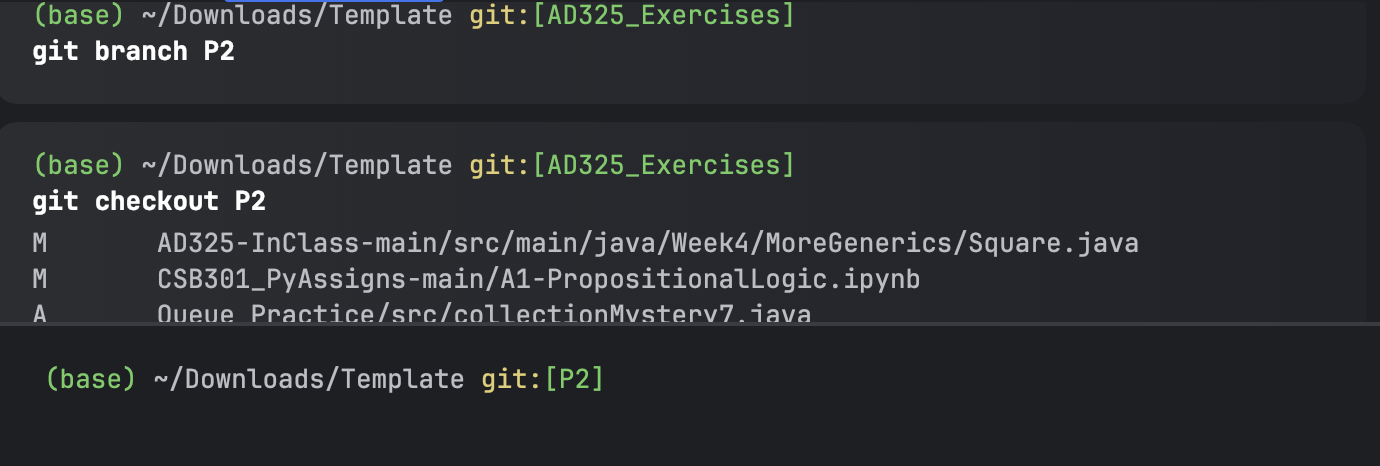 (base) ~/Downloads/Template git:[AD325_Exercises]
git branch P2
(base) ~/Downloads/Template git:[AD325_Exercises]
git checkout P2
M AD325-InClass-main/src/main/java/Week4/MoreGenerics/Square.java
M CSB301_PyAssigns-main/A1-PropositionalLogic.ipynb
A Queue Practice/src/collectionMystery7.java
(base) ~/Downloads/Template git:[P2]